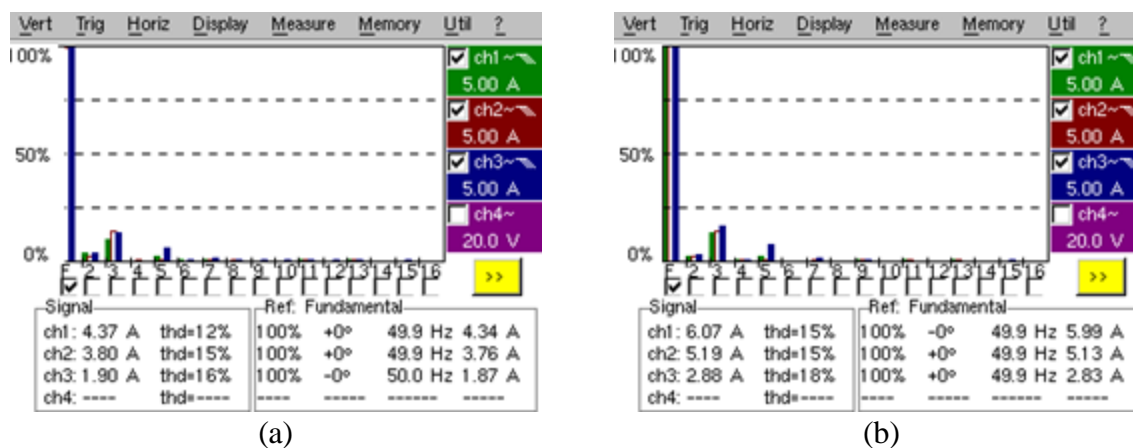 Vert Trig Horiz Display Measure Memory Util ?
100%
50%
0%
ch1 ~
5.00 A
ch2~
5.00 A
ch3~
5.00 A
ch4~
20.0 V
F 2 3 4 5 6 7 8 9 10 11 12 13 14 15 16
>>
Signal Ref: Fundamental
ch1: 4.37 A thd=12% 100% +0° 49.9 Hz 4.34 A
ch2: 3.80 A thd=15% 100% +0° 49.9 Hz 3.76 A
ch3: 1.90 A thd=16% 100% -0° 50.0 Hz 1.87 A
ch4: ---- thd=---- ---- ----- ------ -----
(a)
Vert Trig Horiz Display Measure Memory Util ?
100%
50%
0%
ch1 ~
5.00 A
ch2~
5.00 A
ch3~
5.00 A
ch4~
20.0 V
F 2 3 4 5 6 7 8 9 10 11 12 13 14 15 16
>>
Signal Ref: Fundamental
ch1: 6.07 A thd=15% 100% -0° 49.9 Hz 5.99 A
ch2: 5.19 A thd=15% 100% +0° 49.9 Hz 5.13 A
ch3: 2.88 A thd=18% 100% +0° 49.9 Hz 2.83 A
ch4: ---- thd=---- ---- ----- ------ -----
(b)